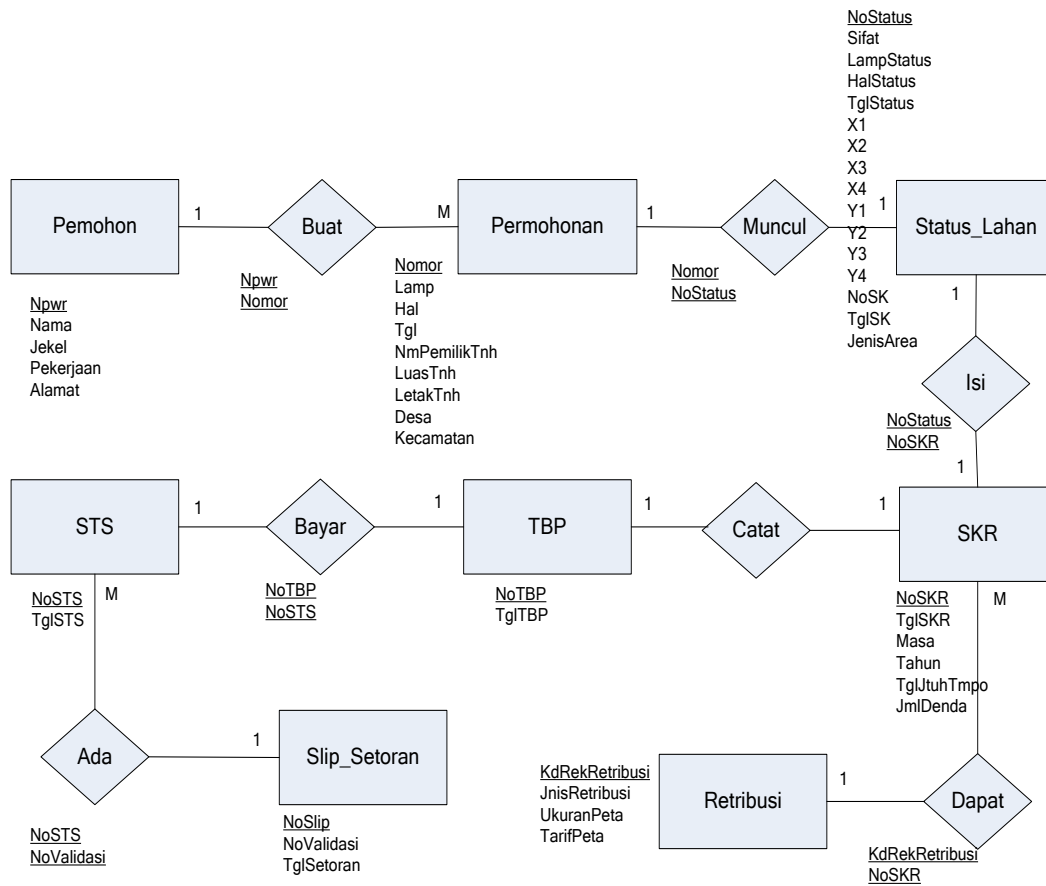 NoStatus
Sifat
LampStatus
HalStatus
TglStatus
X1
X2
X3
X4
Y1
Y2
Y3
Y4
NoSK
TglSK
JenisArea
Pemohon
1
Buat
M
Permohonan
1
Muncul
1
Status_Lahan
Npwr
Nama
Jekel
Pekerjaan
Alamat
Npwr
Nomor
Nomor
Lamp
Hal
Tgl
NmPemilikTnh
LuasTnh
LetakTnh
Desa
Kecamatan
Nomor
NoStatus
1
Isi
NoStatus
NoSKR
1
STS
1
Bayar
1
TBP
1
Catat
1
SKR
NoSTS
TglSTS
M
NoTBP
NoSTS
NoTBP
TglTBP
NoSKR
TglSKR
Masa
Tahun
TglJtuhTmpo
JmlDenda
M
Ada
1
Slip_Setoran
NoSTS
NoValidasi
NoSlip
NoValidasi
TglSetoran
KdRekRetribusi
JnisRetribusi
UkuranPeta
TarifPeta
Retribusi
1
Dapat
KdRekRetribusi
NoSKR